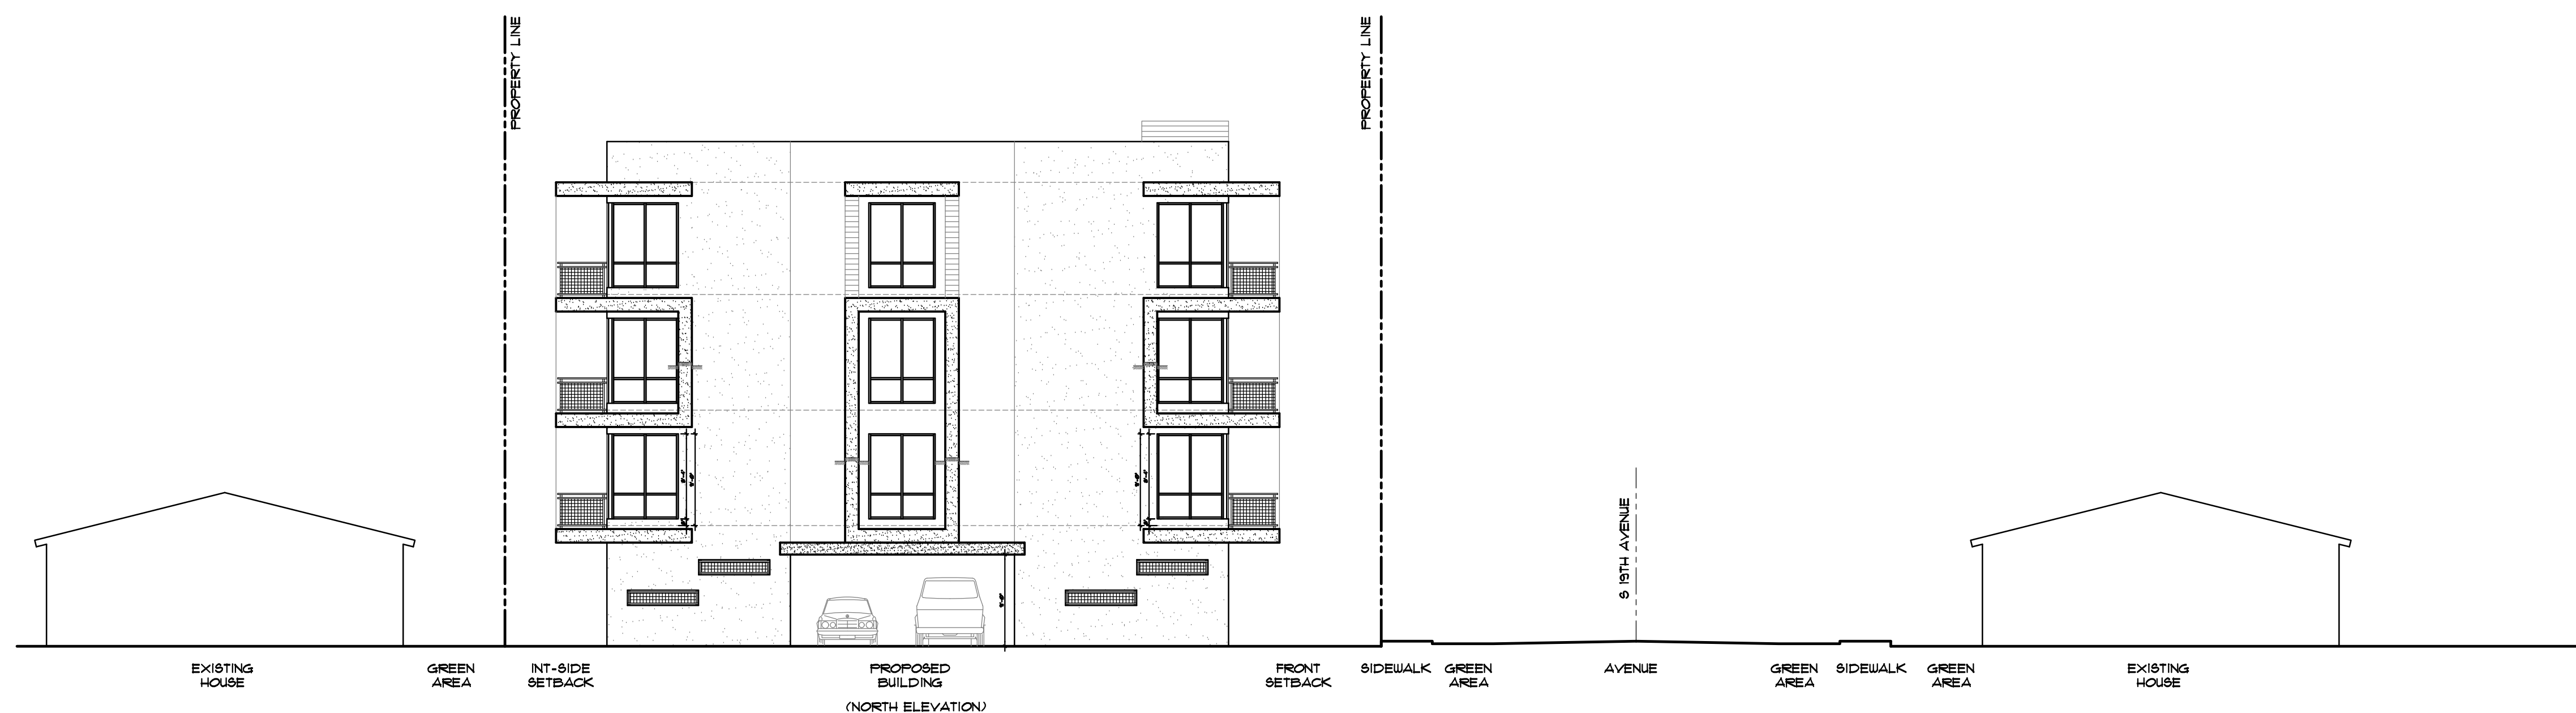 PROPERTY LINE
PROPERTY LINE
S 19TH AVENUE
EXISTING
HOUSE
GREEN
AREA
INT-SIDE
SETBACK
PROPOSED
BUILDING
(NORTH ELEVATION)
FRONT
SETBACK
SIDEWALK
GREEN
AREA
AVENUE
GREEN
AREA
SIDEWALK
GREEN
AREA
EXISTING
HOUSE